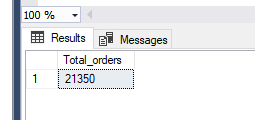 100 %
Results Messages
Total_orders
1 21350